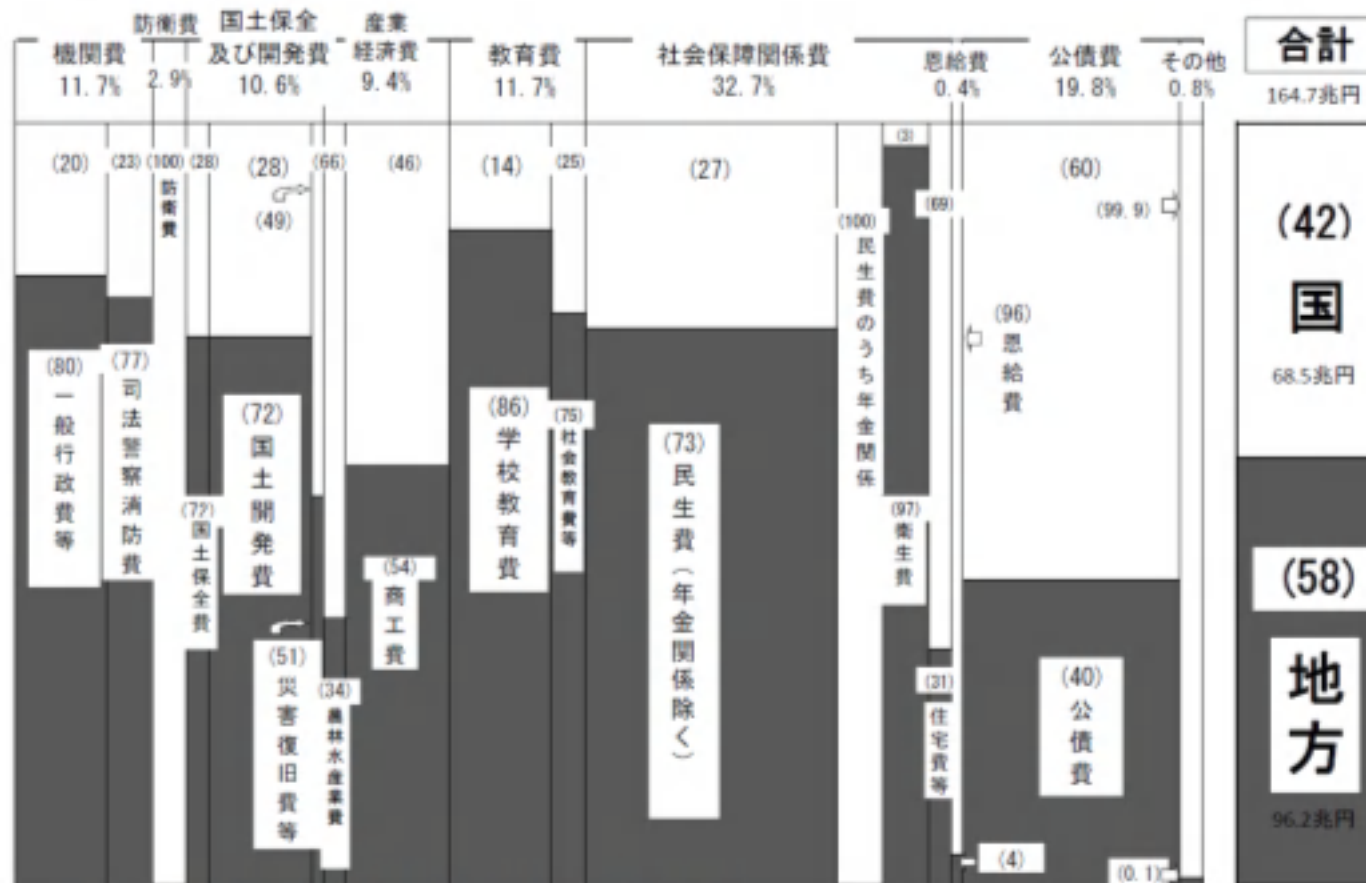 防衛費
国土保全
及び開発費
産業
経済費
機関費
教育費
社会保障関係費
恩給費
公債費
その他
合計
11.7%
2.9%
10.6%
9.4%
11.7%
32.7%
0.4%
19.8%
0.8%
164.7兆円
(20)
(23)
(100)
防衛費
(28)
(28)
(49)
(66)
(46)
(14)
(25)
(27)
(100)
民生費のうち年金関係
(3)
(69)
(60)
(99.9)
(42)
国
68.5兆円
(80)
一般行政費等
(77)
司法警察消防費
(72)
国土保全費
(72)
国土開発費
(51)
災害復旧費等
(34)
農林水産業費
(54)
商工費
(86)
学校教育費
(75)
社会教育費等
(73)
民生費(年金関係除く)
(97)
衛生費
(31)
住宅費等
(96)
恩給費
(4)
(40)
公債費
(0.1)
(58)
地方
96.2兆円